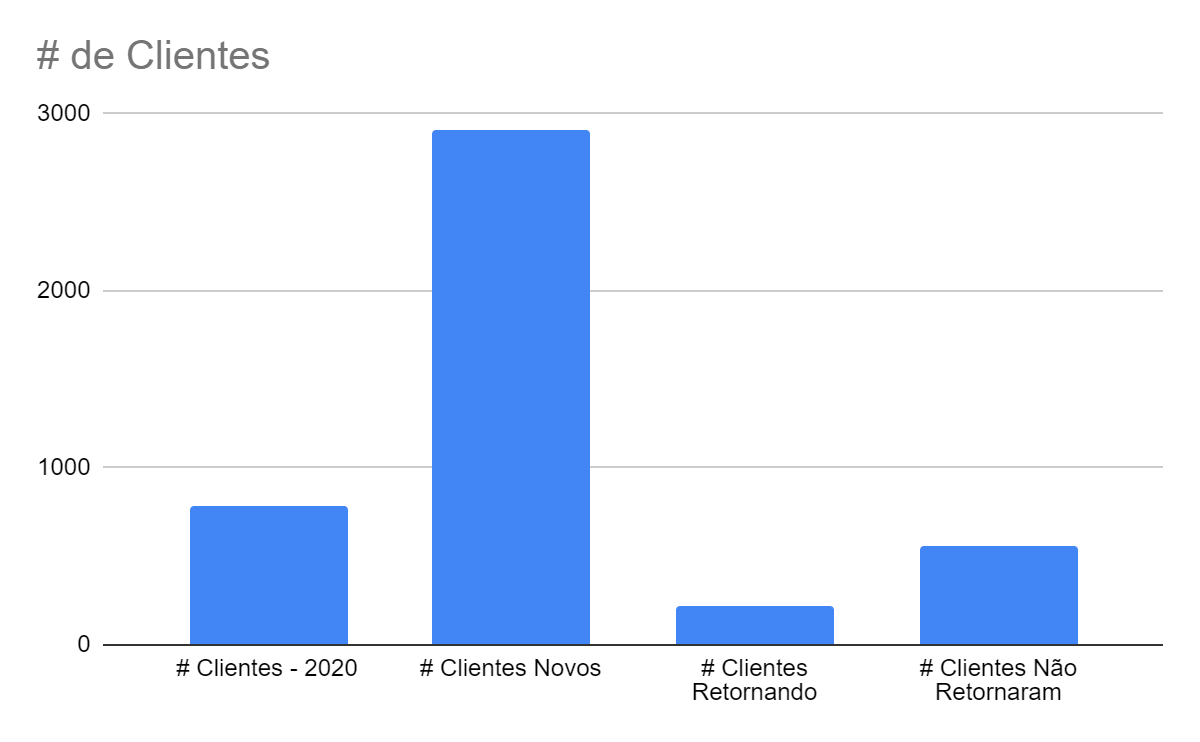 # de Clientes
3000
2000
1000
0
# Clientes - 2020
# Clientes Novos
# Clientes
Retornando
# Clientes Não
Retornaram